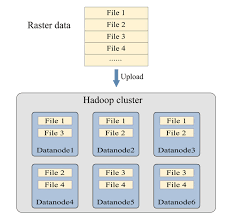 Raster data
File 1
File 2
File 3
File 4
......
Upload
Hadoop cluster
File 1
File 3
Datanode1
File 1
File 2
Datanode2
File 1
File 2
Datanode3
File 2
File 4
Datanode4
File 3
File 4
Datanode5
File 3
File 4
Datanode6